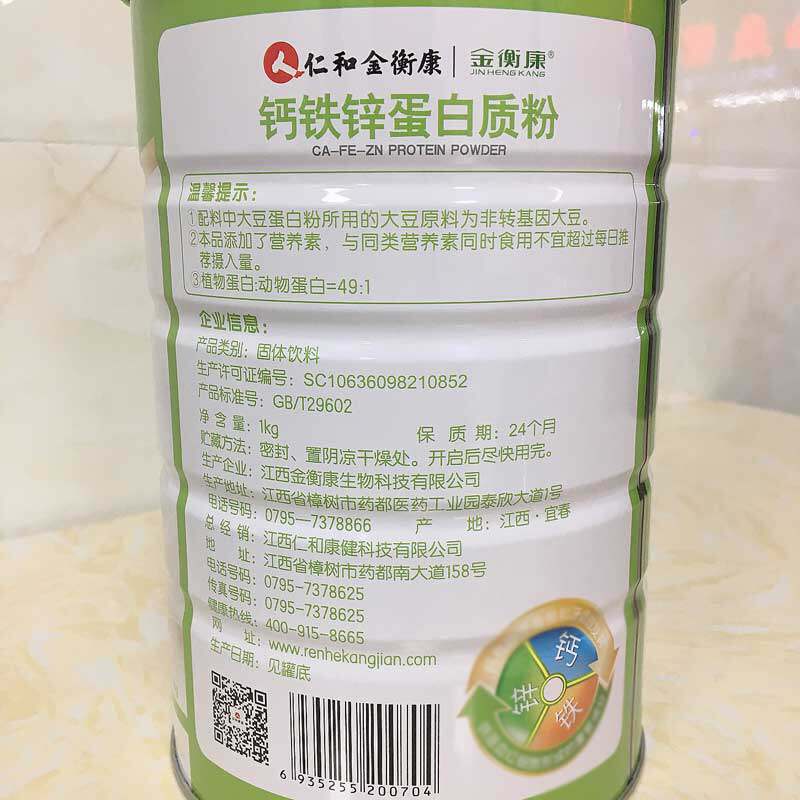 仁和金衡康 金衡康®
JINHENGKANG
钙铁锌蛋白质粉
CA-FE-ZN PROTEIN POWDER
温馨提示：
①配料中大豆蛋白粉所用的大豆原料为非转基因大豆。
②本品添加了营养素，与同类营养素同时食用不宜超过每日推
荐摄入量。
③植物蛋白:动物蛋白=49:1
企业信息：
产品类别：固体饮料
生产许可证编号：SC10636098210852
产品标准号：GB/T29602
净含量：1kg 保质期：24个月
贮藏方法：密封、置阴凉干燥处。开启后尽快用完。
生产企业：江西金衡康生物科技有限公司
生产地址：江西省樟树市药都医药工业园泰欣大道1号
电话号码：0795-7378866 产地：江西·宜春
总经销：江西仁和康健科技有限公司
地址：江西省樟树市药都南大道158号
电话号码：0795-7378625
传真号码：0795-7378625
健康热线：400-915-8665
网址：www.renhekangjian.com
生产日期：见罐底
钙
锌
铁
6 935255 200704